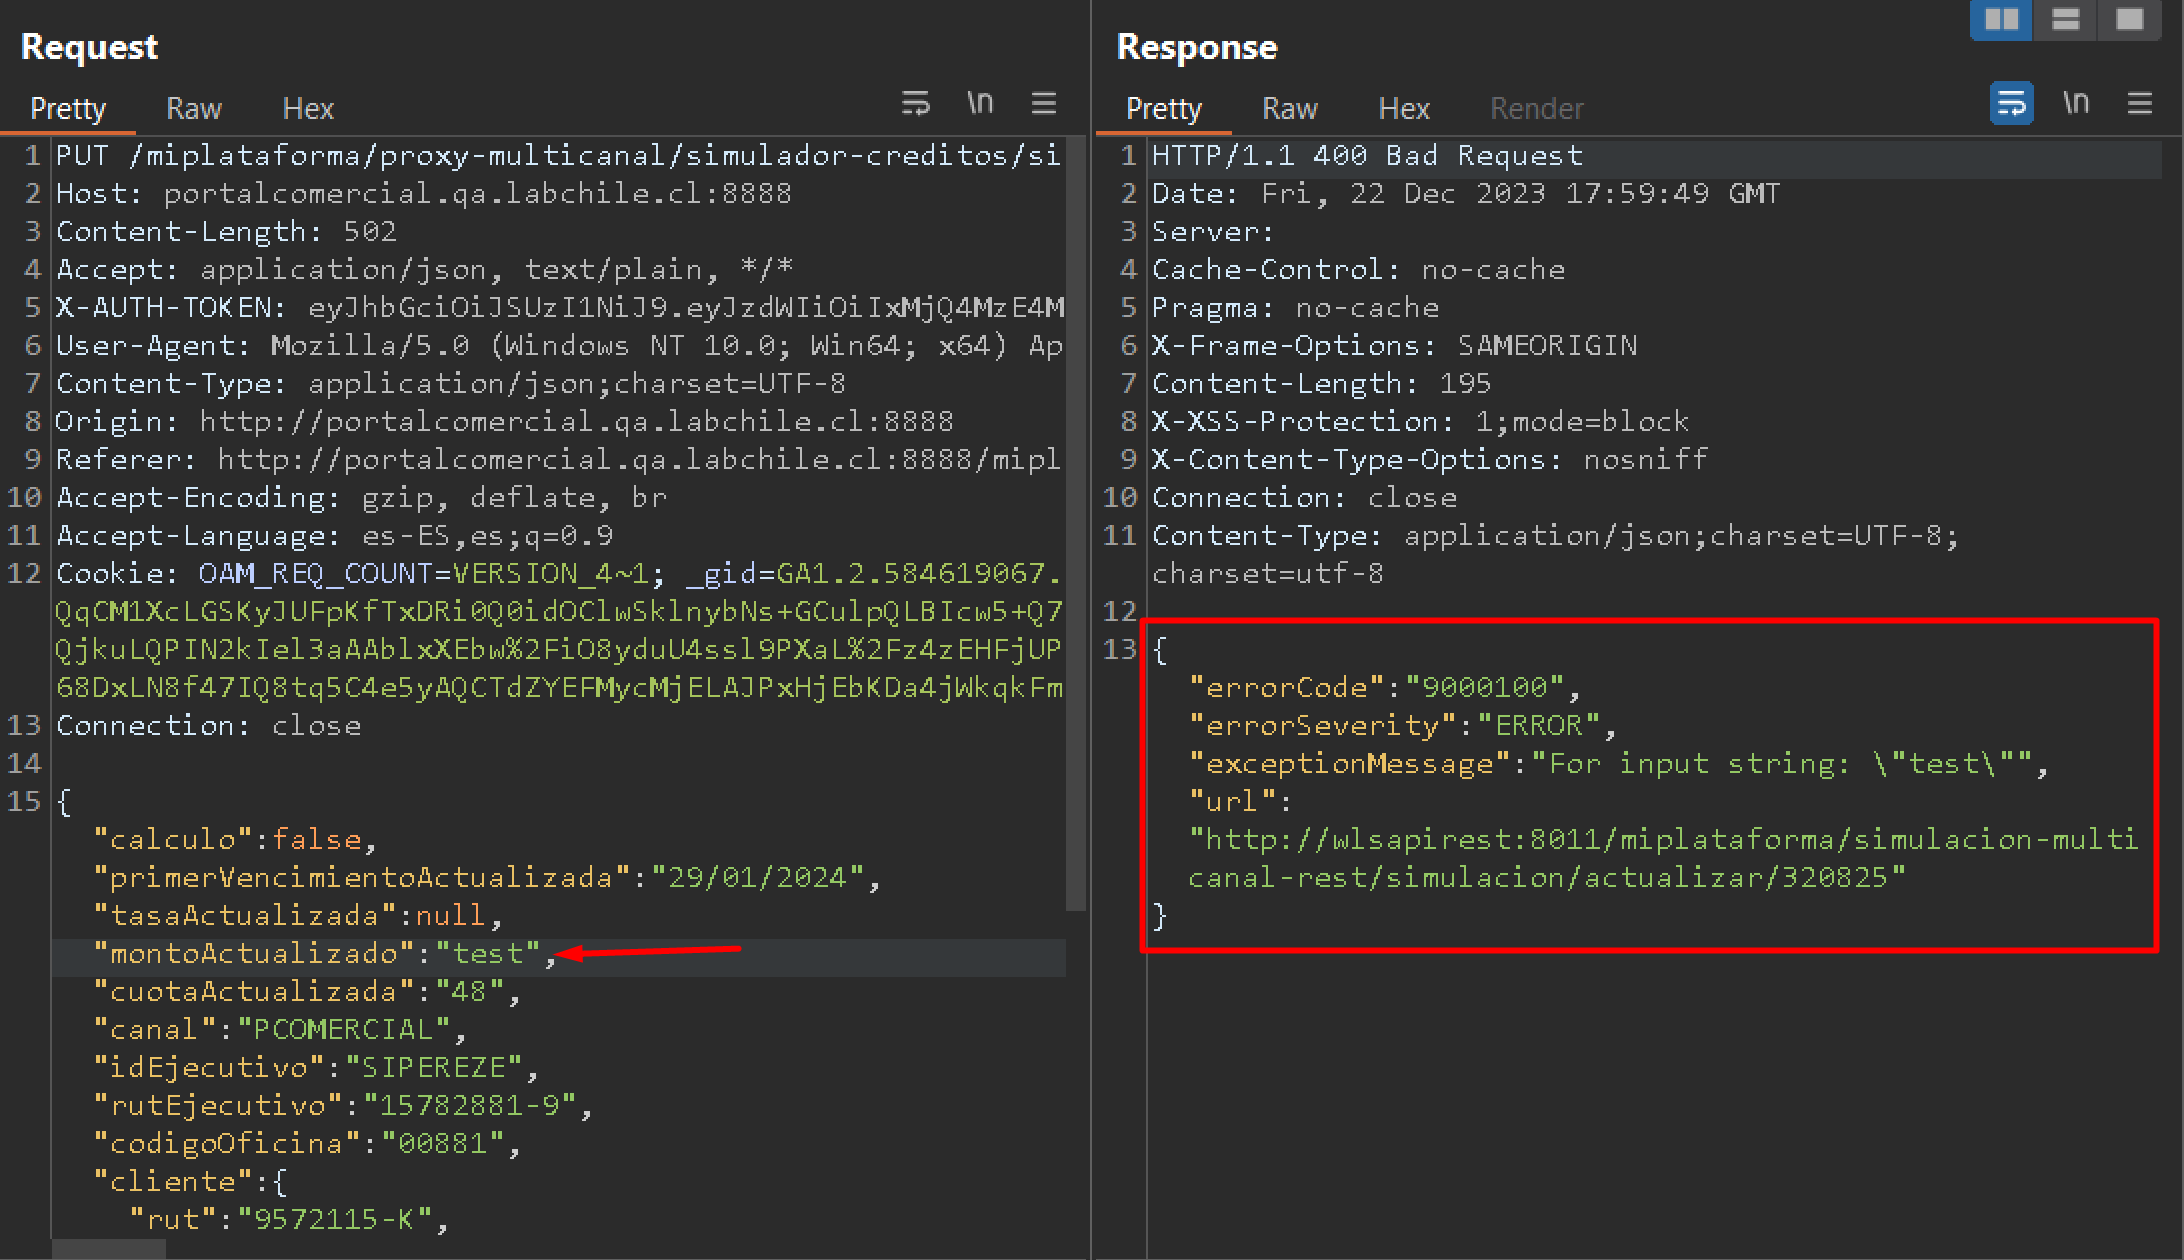 Request
Pretty Raw Hex \n
1 PUT /miplataforma/proxy-multicanal/simulador-creditos/si
2 Host: portalcomercial.qa.labchile.cl:8888
3 Content-Length: 502
4 Accept: application/json, text/plain, */*
5 X-AUTH-TOKEN: eyJhbGciOiJSUzI1NiJ9.eyJzdWIiOiIxMjQ4MzE4M
6 User-Agent: Mozilla/5.0 (Windows NT 10.0; Win64; x64) Ap
7 Content-Type: application/json;charset=UTF-8
8 Origin: http://portalcomercial.qa.labchile.cl:8888
9 Referer: http://portalcomercial.qa.labchile.cl:8888/mipl
10 Accept-Encoding: gzip, deflate, br
11 Accept-Language: es-ES,es;q=0.9
12 Cookie: OAM_REQ_COUNT=VERSION_4~1; _gid=GA1.2.584619067.
QqCM1XcLGSKyJUFpKfTxDRi0Q0idOClwSklnybNs+GCulpQLBIcw5+Q7
QjkuLQPIN2kIel3aAAblxXEbw%2FiO8yduU4ssl9PXaL%2Fz4zEHFjUP
68DxLN8f47IQ8tq5C4e5yAQCTdZYEFMycMjELAJPxHjEbKDa4jWkqkFm
13 Connection: close
14
15 {
"calculo":false,
"primerVencimientoActualizada":"29/01/2024",
"tasaActualizada":null,
"montoActualizado":"test",
"cuotaActualizada":"48",
"canal":"PCOMERCIAL",
"idEjecutivo":"SIPEREZE",
"rutEjecutivo":"15782881-9",
"codigoOficina":"00881",
"cliente":{
"rut":"9572115-K",
Response
Pretty Raw Hex Render \n
1 HTTP/1.1 400 Bad Request
2 Date: Fri, 22 Dec 2023 17:59:49 GMT
3 Server:
4 Cache-Control: no-cache
5 Pragma: no-cache
6 X-Frame-Options: SAMEORIGIN
7 Content-Length: 195
8 X-XSS-Protection: 1;mode=block
9 X-Content-Type-Options: nosniff
10 Connection: close
11 Content-Type: application/json;charset=UTF-8;
charset=utf-8
12
13 {
"errorCode":"9000100",
"errorSeverity":"ERROR",
"exceptionMessage":"For input string: \"test\"",
"url":
"http://wlsapirest:8011/miplataforma/simulacion-multi
canal-rest/simulacion/actualizar/320825"
}